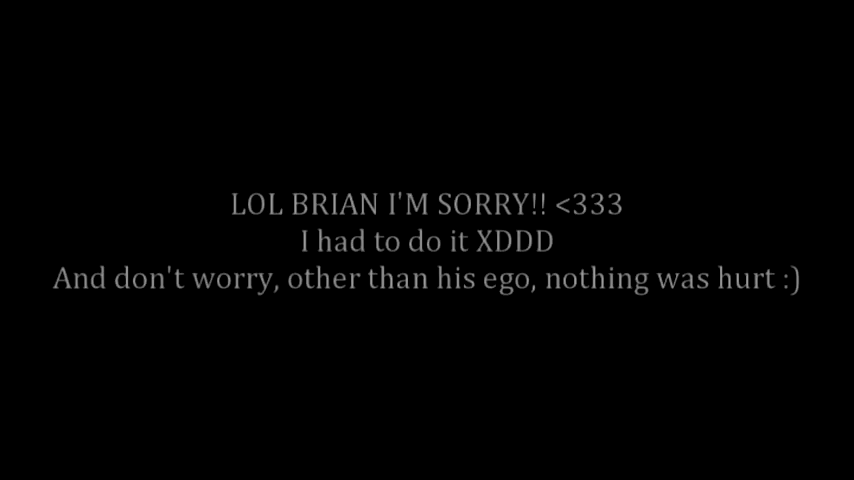 LOL BRIAN I'M SORRY!! <333
I had to do it XDDD
And don't worry, other than his ego, nothing was hurt :)